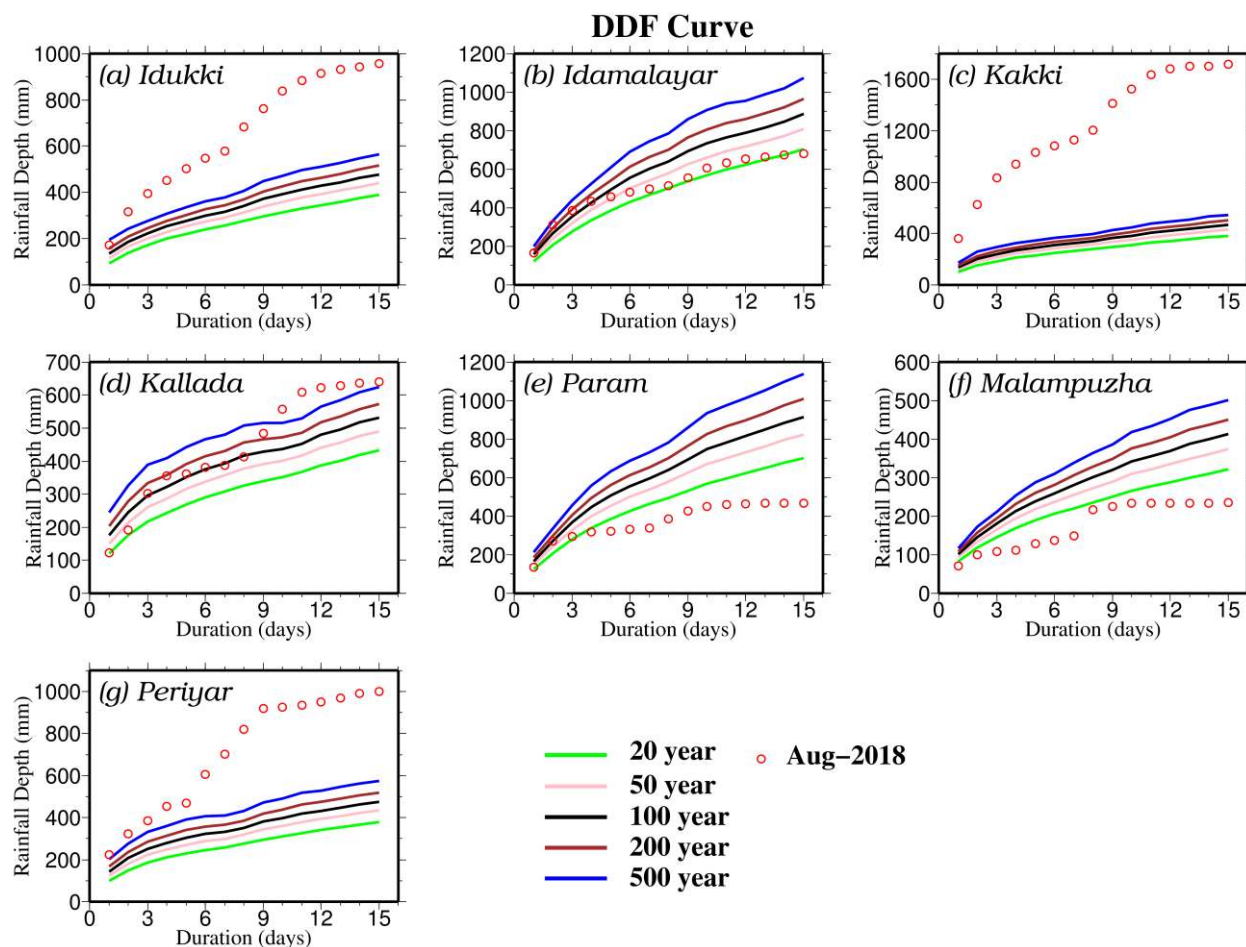 DDF Curve
(a) Idukki
Rainfall Depth (mm)
1000
800
600
400
200
0
0 3 6 9 12 15
Duration (days)
(b) Idamalayar
Rainfall Depth (mm)
1200
1000
800
600
400
200
0
0 3 6 9 12 15
Duration (days)
(c) Kakki
Rainfall Depth (mm)
1600
1200
800
400
0
0 3 6 9 12 15
Duration (days)
(d) Kallada
Rainfall Depth (mm)
700
600
500
400
300
200
100
0
0 3 6 9 12 15
Duration (days)
(e) Param
Rainfall Depth (mm)
1200
1000
800
600
400
200
0
0 3 6 9 12 15
Duration (days)
(f) Malampuzha
Rainfall Depth (mm)
600
500
400
300
200
100
0
0 3 6 9 12 15
Duration (days)
(g) Periyar
Rainfall Depth (mm)
1000
800
600
400
200
0
0 3 6 9 12 15
Duration (days)
20 year
50 year
100 year
200 year
500 year
Aug−2018